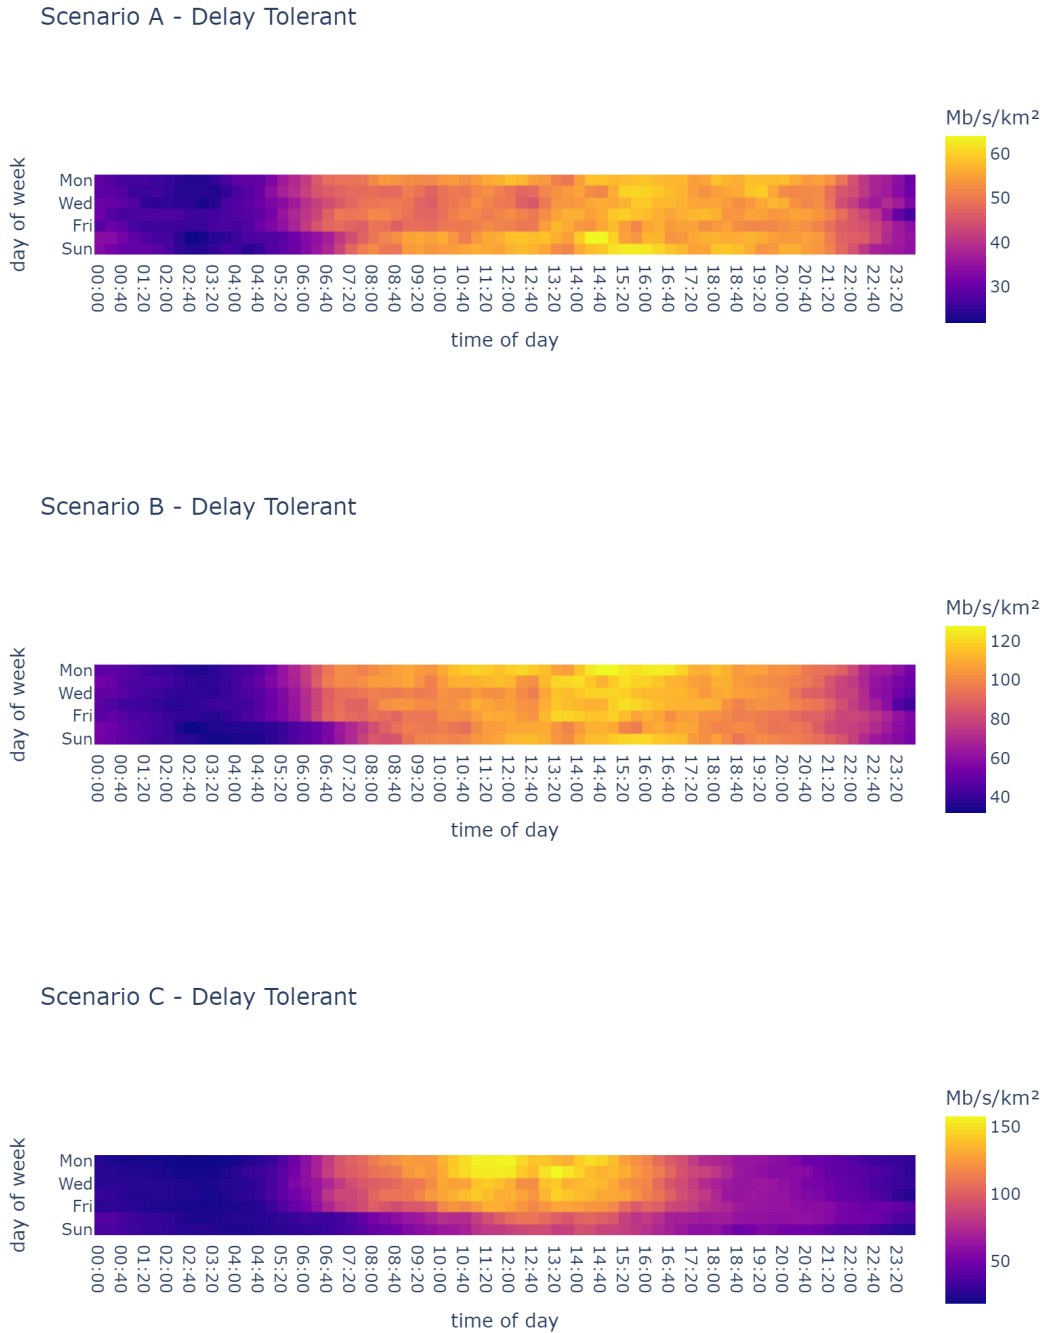 Scenario A - Delay Tolerant
Mb/s/km²
60
50
40
30
day of week
Mon
Wed
Fri
Sun
00:00 00:40 01:20 02:00 02:40 03:20 04:00 04:40 05:20 06:00 06:40 07:20 08:00 08:40 09:20 10:00 10:40 11:20 12:00 12:40 13:20 14:00 14:40 15:20 16:00 16:40 17:20 18:00 18:40 19:20 20:00 20:40 21:20 22:00 22:40 23:20
time of day
Scenario B - Delay Tolerant
Mb/s/km²
120
100
80
60
40
day of week
Mon
Wed
Fri
Sun
00:00 00:40 01:20 02:00 02:40 03:20 04:00 04:40 05:20 06:00 06:40 07:20 08:00 08:40 09:20 10:00 10:40 11:20 12:00 12:40 13:20 14:00 14:40 15:20 16:00 16:40 17:20 18:00 18:40 19:20 20:00 20:40 21:20 22:00 22:40 23:20
time of day
Scenario C - Delay Tolerant
Mb/s/km²
150
100
50
day of week
Mon
Wed
Fri
Sun
00:00 00:40 01:20 02:00 02:40 03:20 04:00 04:40 05:20 06:00 06:40 07:20 08:00 08:40 09:20 10:00 10:40 11:20 12:00 12:40 13:20 14:00 14:40 15:20 16:00 16:40 17:20 18:00 18:40 19:20 20:00 20:40 21:20 22:00 22:40 23:20
time of day